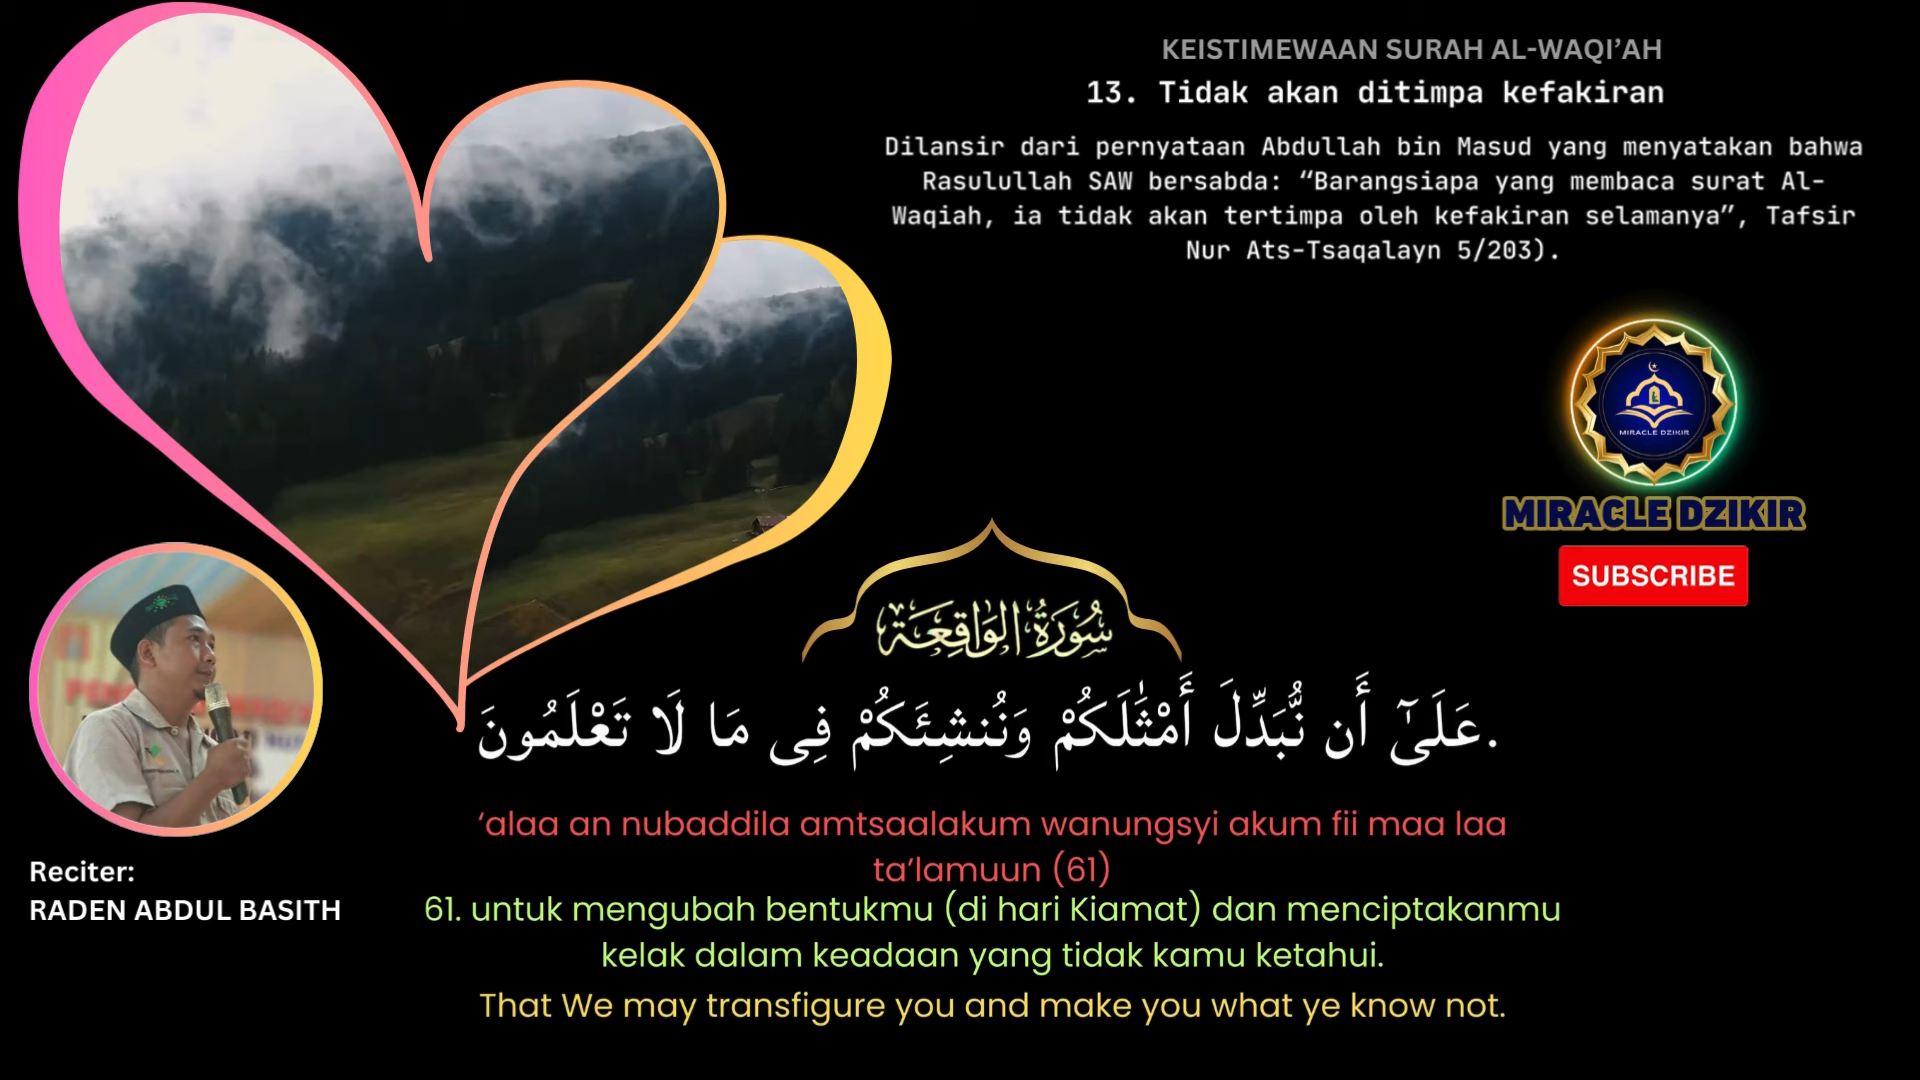 KEISTIMEWAAN SURAH AL-WAQI’AH
13. Tidak akan ditimpa kefakiran
Dilansir dari pernyataan Abdullah bin Masud yang menyatakan bahwa
Rasulullah SAW bersabda: “Barangsiapa yang membaca surat Al-
Waqiah, ia tidak akan tertimpa oleh kefakiran selamanya”, Tafsir
Nur Ats-Tsaqalayn 5/203).
MIRACLE DZIKIR
MIRACLE DZIKIR
SUBSCRIBE
سُورَةُ الوَاقِعَة
عَلَىٰٓ أَن نُّبَدِّلَ أَمْثَٰلَكُمْ وَنُنشِئَكُمْ فِى مَا لَا تَعْلَمُونَ.
‘alaa an nubaddila amtsaalakum wanungsyi akum fii maa laa
ta’lamuun (61)
61. untuk mengubah bentukmu (di hari Kiamat) dan menciptakanmu
kelak dalam keadaan yang tidak kamu ketahui.
That We may transfigure you and make you what ye know not.
Reciter:
RADEN ABDUL BASITH